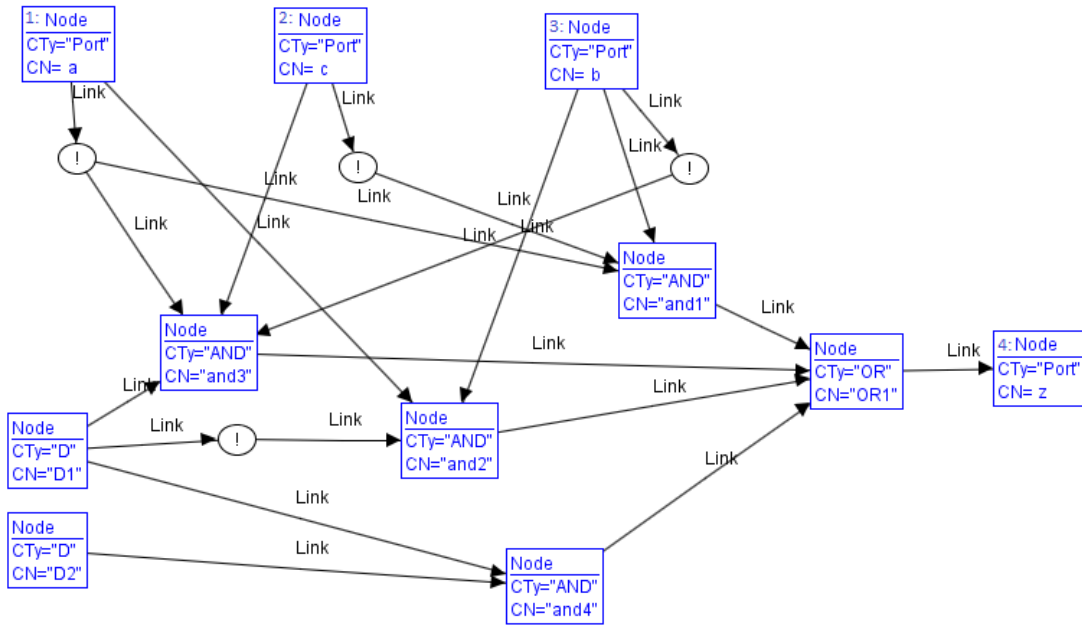 1: Node
CTy="Port"
CN= a
2: Node
CTy="Port"
CN= c
3: Node
CTy="Port"
CN= b
Link
Link
Link
Link
!
!
!
Link
Link
Link
Link
Link
Link
Link
Link
Node
CTy="AND"
CN="and1"
Link
Node
CTy="AND"
CN="and3"
Link
Node
CTy="OR"
CN="OR1"
Link
4: Node
CTy="Port"
CN= z
Link
Link
Node
CTy="D"
CN="D1"
Link
!
Link
Node
CTy="AND"
CN="and2"
Link
Link
Node
CTy="D"
CN="D2"
Link
Node
CTy="AND"
CN="and4"